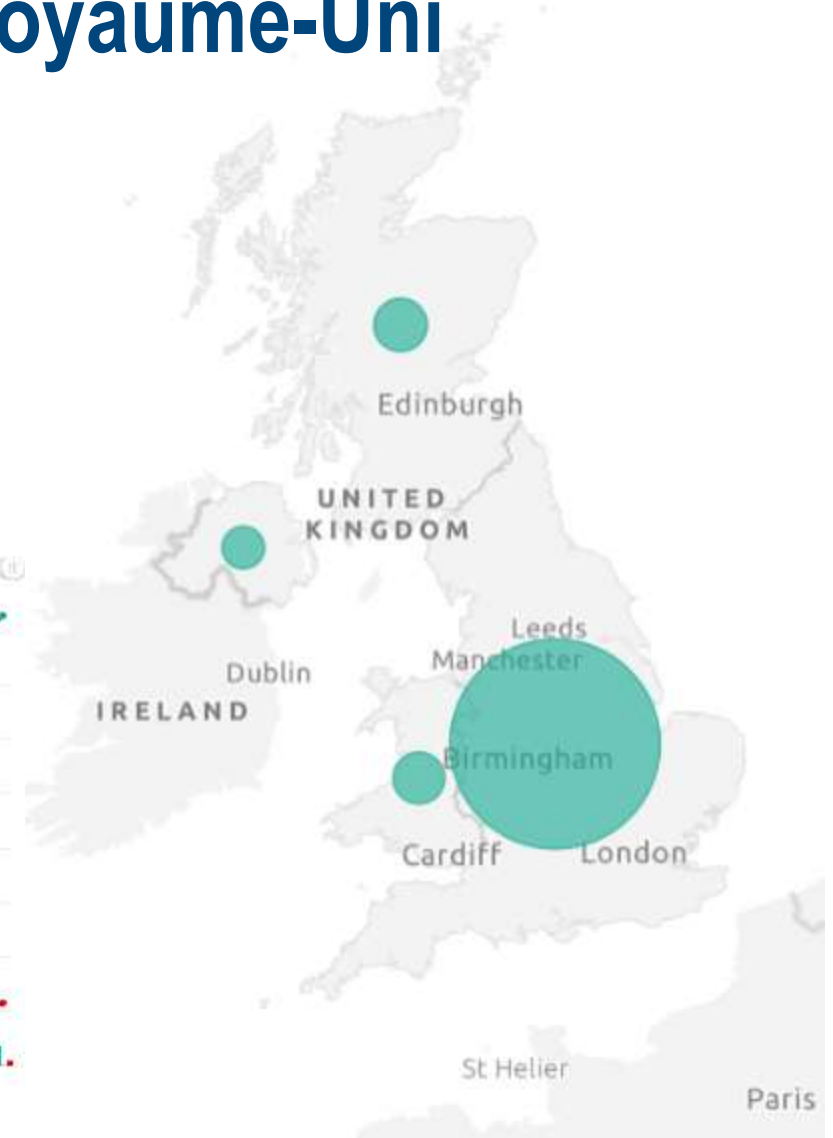 oyaume-Uni
Edinburgh
UNITED
KINGDOM
Leeds
Manchester
Dublin
IRELAND
Birmingham
Cardiff
London
St Helier
Paris